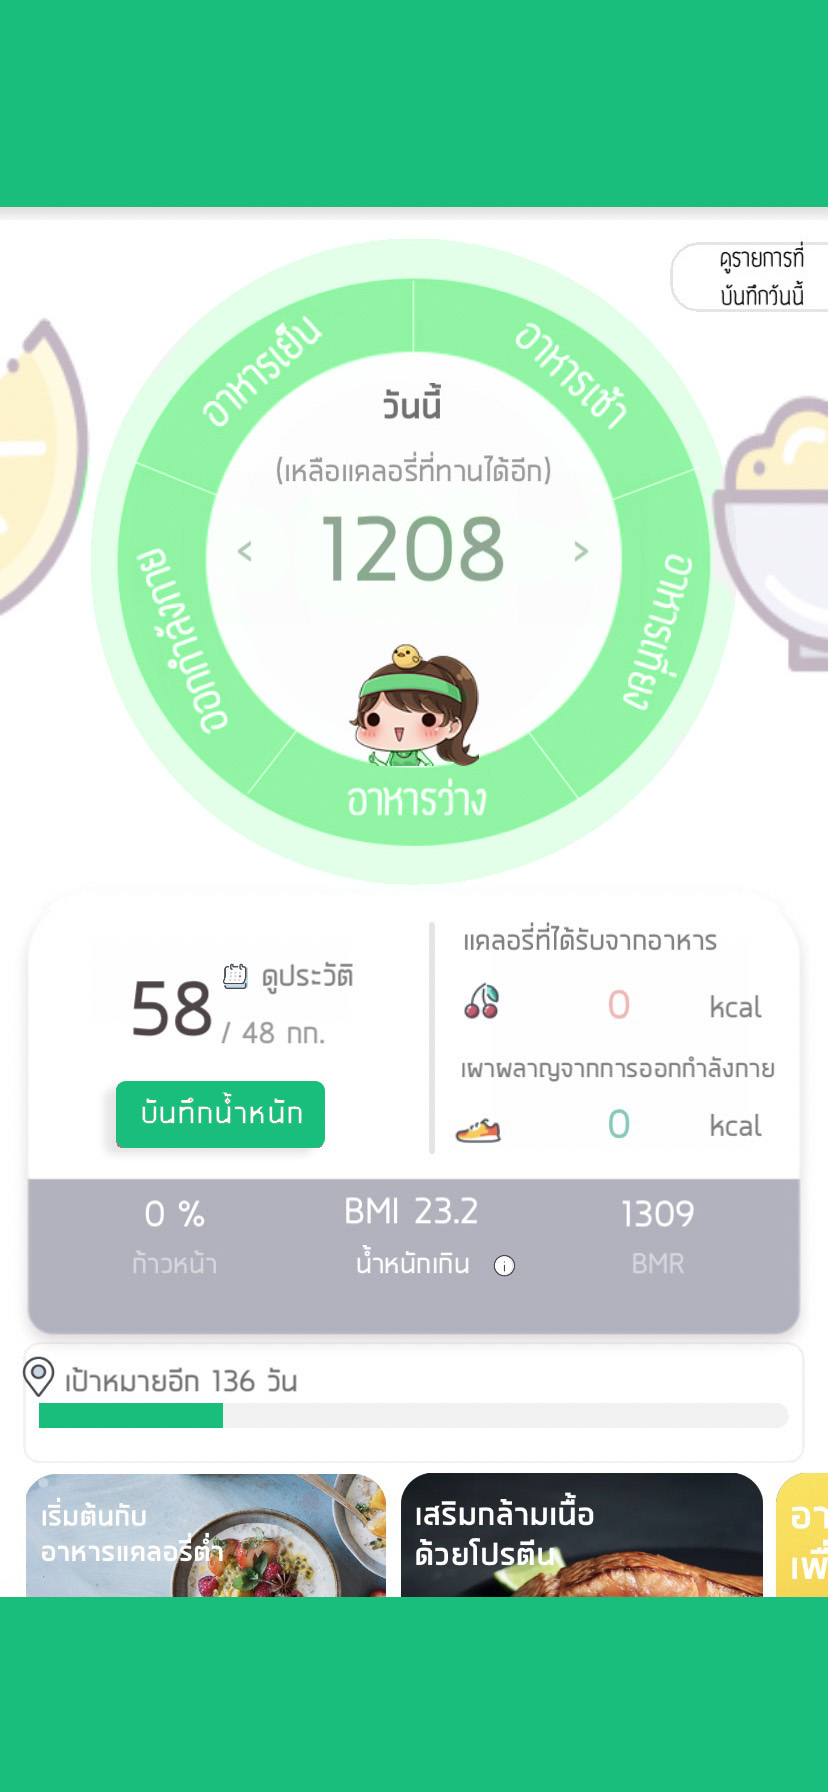 ดูรายการที่
บันทึกวันนี้
อาหารเย็น
อาหารเช้า
วันนี้
(เหลือแคลอรี่ที่ทานได้อีก)
< 1208 >
ออกกำลังกาย
อาหารเที่ยง
อาหารว่าง
58 / 48 กก.
ดูประวัติ
บันทึกน้ำหนัก
แคลอรี่ที่ได้รับจากอาหาร
0 kcal
เผาผลาญจากการออกกำลังกาย
0 kcal
0 % BMI 23.2 1309
ก้าวหน้า น้ำหนักเกิน BMR
เป้าหมายอีก 136 วัน
เริ่มต้นกับ
อาหารแคลอรี่ต่ำ
เสริมกล้ามเนื้อ
ด้วยโปรตีน